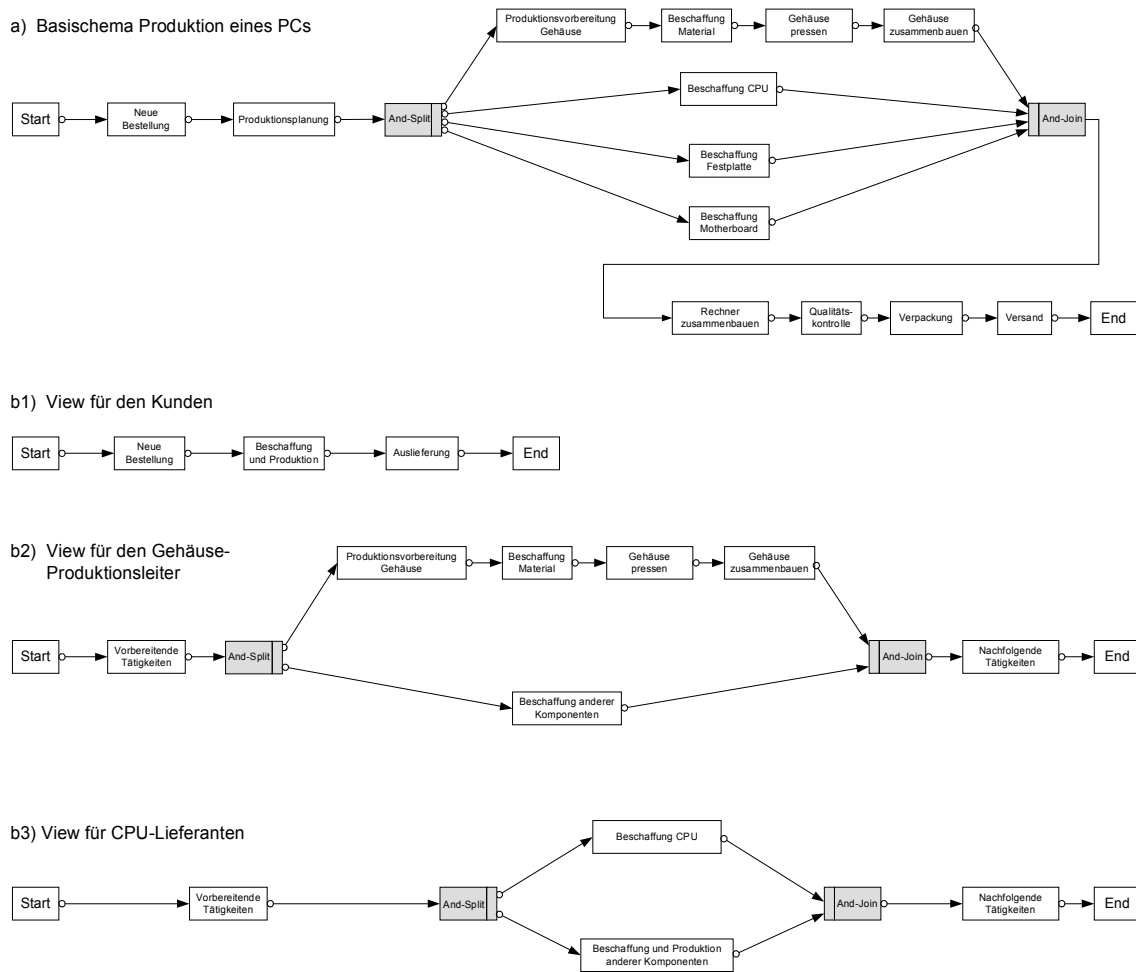 a) Basischema Produktion eines PCs
Produktionsvorbereitung
Gehäuse
Beschaffung
Material
Gehäuse
pressen
Gehäuse
zusammenbauen
Start
Neue
Bestellung
Produktionsplanung
And-Split
Beschaffung CPU
Beschaffung
Festplatte
Beschaffung
Motherboard
And-Join
Rechner
zusammenbauen
Qualitäts-
kontrolle
Verpackung
Versand
End
b1) View für den Kunden
Start
Neue
Bestellung
Beschaffung
und Produktion
Auslieferung
End
b2) View für den Gehäuse-
Produktionsleiter
Produktionsvorbereitung
Gehäuse
Beschaffung
Material
Gehäuse
pressen
Gehäuse
zusammenbauen
Start
Vorbereitende
Tätigkeiten
And-Split
Beschaffung anderer
Komponenten
And-Join
Nachfolgende
Tätigkeiten
End
b3) View für CPU-Lieferanten
Start
Vorbereitende
Tätigkeiten
And-Split
Beschaffung CPU
Beschaffung und Produktion
anderer Komponenten
And-Join
Nachfolgende
Tätigkeiten
End